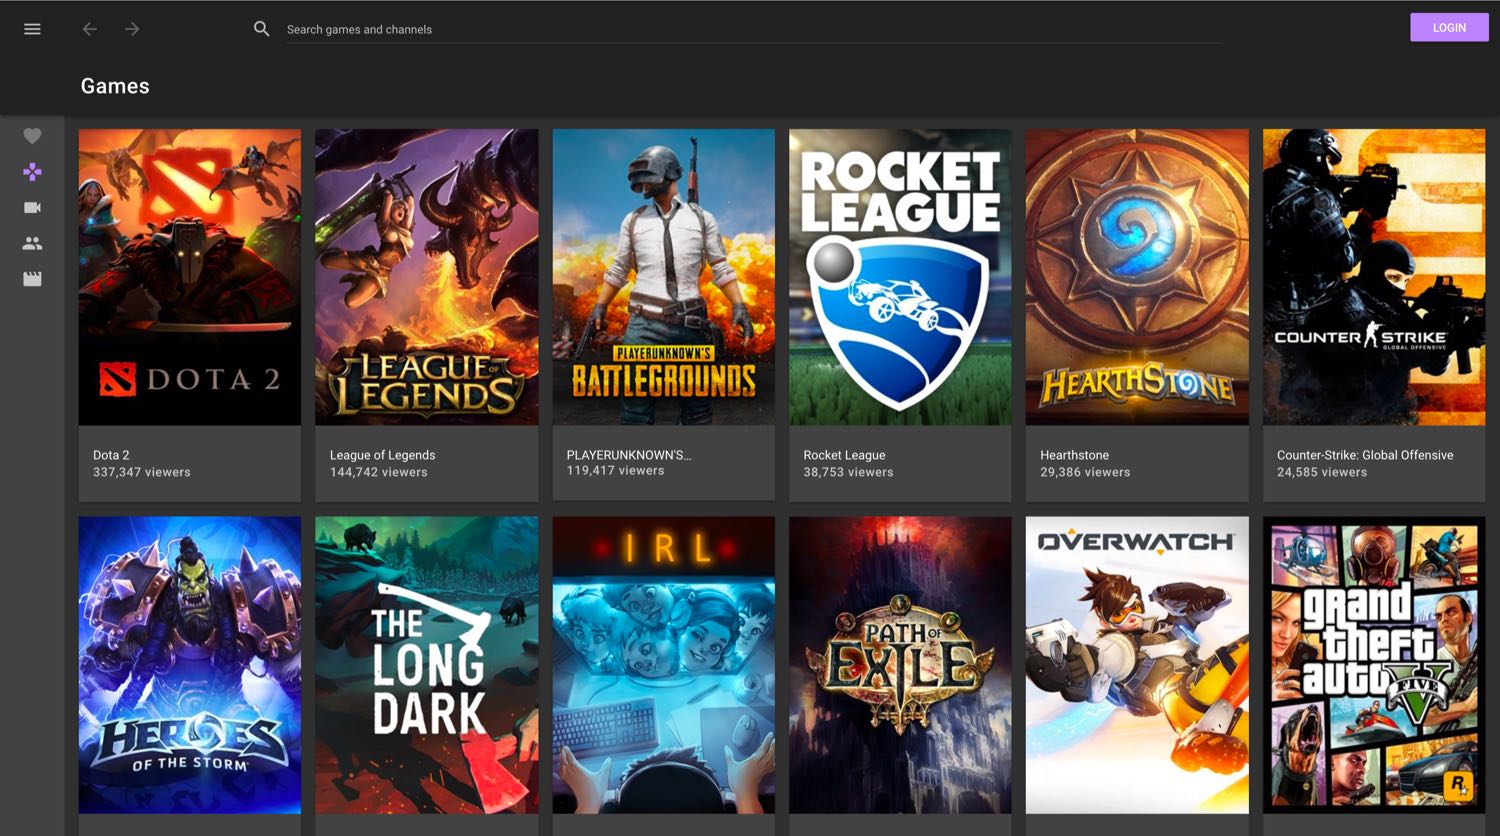 Search games and channels
LOGIN
Games
DOTA 2
LEAGUE OF
LEGENDS
PLAYERUNKNOWN'S
BATTLEGROUNDS
ROCKET
LEAGUE
HEARTHSTONE
COUNTER STRIKE
GLOBAL OFFENSIVE
Dota 2
337,347 viewers
League of Legends
144,742 viewers
PLAYERUNKNOWN'S...
119,417 viewers
Rocket League
38,753 viewers
Hearthstone
29,386 viewers
Counter-Strike: Global Offensive
24,585 viewers
HEROES
OF THE STORM
THE
LONG
DARK
IRL
PATH OF
EXILE
OVERWATCH
grand
theft
auto V
FIVE
R